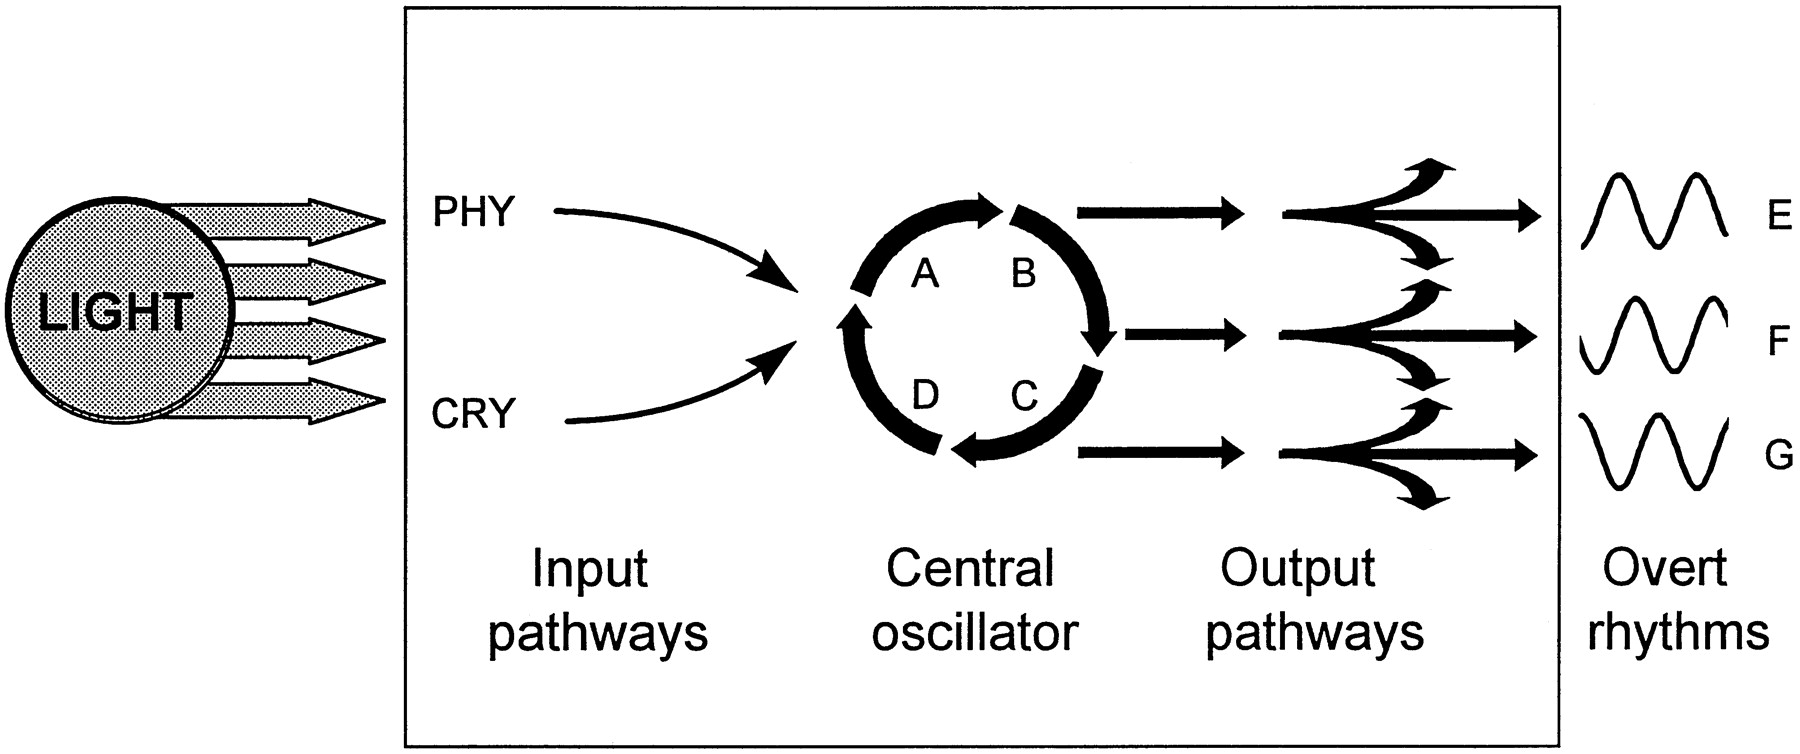 LIGHT
PHY
CRY
A
B
C
D
E
F
G
Input
pathways
Central
oscillator
Output
pathways
Overt
rhythms